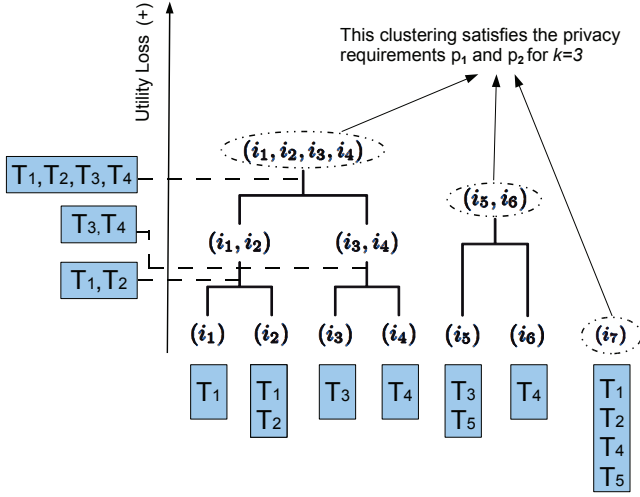 This clustering satisfies the privacy
requirements p₁ and p₂ for k=3
Utility Loss (+)
(i₁, i₂, i₃, i₄)
T₁,T₂,T₃,T₄
(i₅, i₆)
T₃,T₄
(i₁, i₂) (i₃, i₄)
T₁,T₂
(i₁) (i₂) (i₃) (i₄) (i₅) (i₆) (i₇)
T₁
T₁
T₂
T₃
T₄
T₃
T₅
T₄
T₁
T₂
T₄
T₅